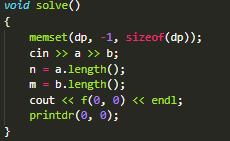 void solve()
{
memset(dp, -1, sizeof(dp));
cin >> a >> b;
n = a.length();
m = b.length();
cout << f(0, 0) << endl;
printdr(0, 0);
}